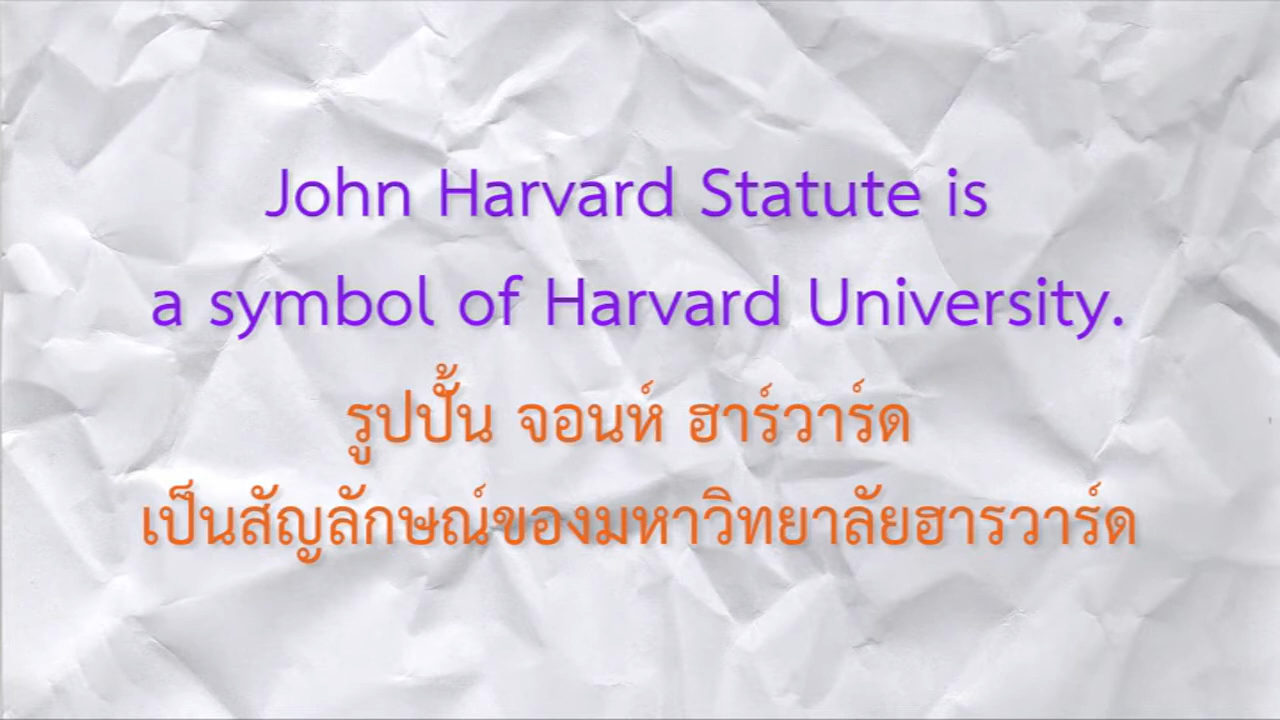 John Harvard Statute is
a symbol of Harvard University.
รูปปั้น จอนห์ ฮาร์วาร์ด
เป็นสัญลักษณ์ของมหาวิทยาลัยฮารวาร์ด